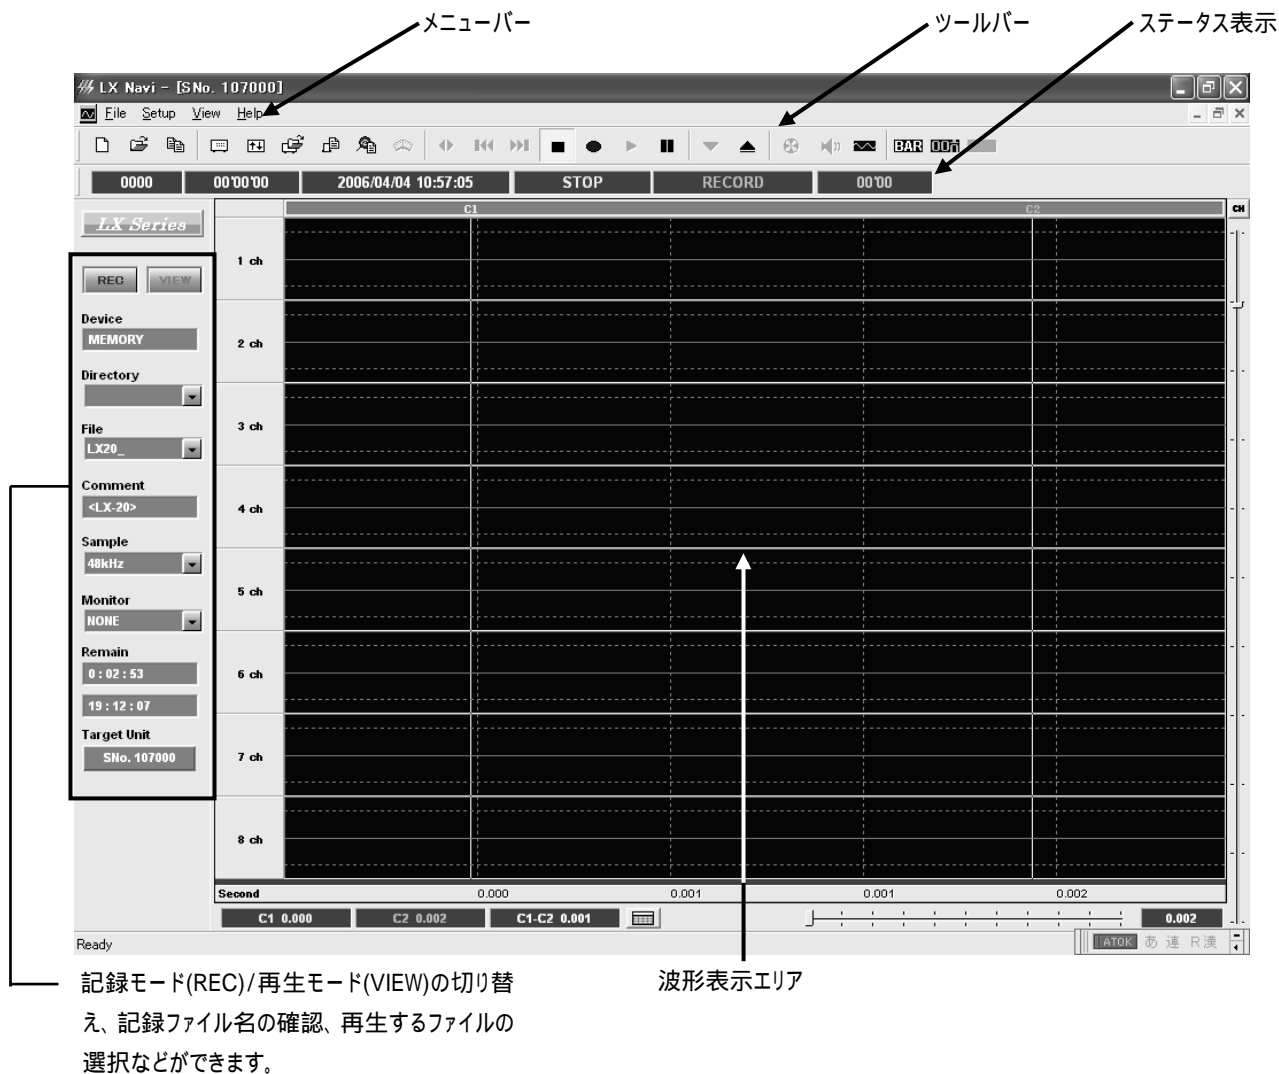 メニューバー
ツールバー
ステータス表示
LX Navi - [SNo. 107000]
File Setup View Help
BAR
0000 00'00'00 2006/04/04 10:57:05 STOP RECORD 00'00
LX Series
C1 C2 CH
REC VIEW
Device
MEMORY
Directory
File
LX20_
Comment
<LX-20>
Sample
48kHz
Monitor
NONE
Remain
0 : 02 : 53
19 : 12 : 07
Target Unit
SNo. 107000
1 ch
2 ch
3 ch
4 ch
5 ch
6 ch
7 ch
8 ch
Second 0.000 0.001 0.001 0.002
C1 0.000 C2 0.002 C1-C2 0.001 0.002
Ready
ATOK あ 連 R漢
記録モード(REC)/再生モード(VIEW)の切り替
え、記録ファイル名の確認、再生するファイルの
選択などができます。
波形表示エリア